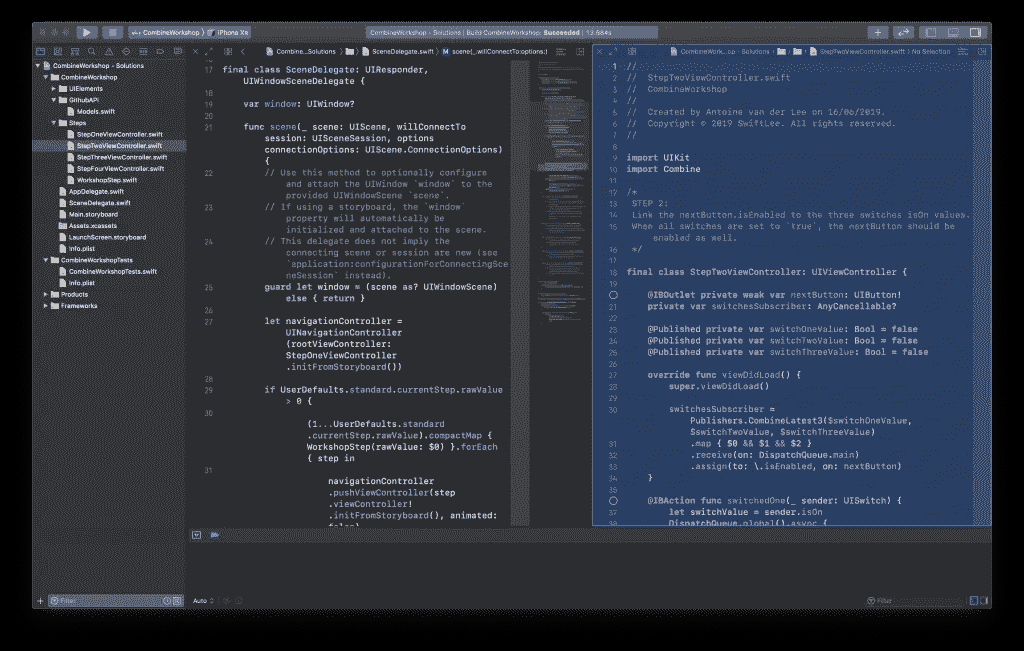 CombineWorkshop
iPhone Xs
CombineWorkshop - Solutions | Build CombineWorkshop: Succeeded | 13.684s
CombineWorkshop - Solutions
CombineWorkshop
UIElements
GithubAPI
Models.swift
Steps
StepOneViewController.swift
StepTwoViewController.swift
StepThreeViewController.swift
StepFourViewController.swift
WorkshopStep.swift
AppDelegate.swift
SceneDelegate.swift
Main.storyboard
Assets.xcassets
LaunchScreen.storyboard
Info.plist
CombineWorkshopTests
CombineWorkshopTests.swift
Info.plist
Products
Frameworks
Filter
Combine...Solutions
SceneDelegate.swift
M scene(_:willConnectTo:options:)
17 final class SceneDelegate: UIResponder,
UIWindowSceneDelegate {
18
19 var window: UIWindow?
20
21 func scene(_ scene: UIScene, willConnectTo
session: UISceneSession, options
connectionOptions: UIScene.ConnectionOptions)
{
22 // Use this method to optionally configure
and attach the UIWindow `window` to the
provided UIWindowScene `scene`.
23 // If using a storyboard, the `window`
property will automatically be
initialized and attached to the scene.
24 // This delegate does not imply the
connecting scene or session are new (see
`application:configurationForConnectingSce
neSession` instead).
25 guard let window = (scene as? UIWindowScene)
else { return }
26
27 let navigationController =
UINavigationController
(rootViewController:
StepOneViewController
.initFromStoryboard())
28
29 if UserDefaults.standard.currentStep.rawValue
> 0 {
30
(1...UserDefaults.standard
.currentStep.rawValue).compactMap {
WorkshopStep(rawValue: $0) }.forEach
{ step in
31
navigationController
.pushViewController(step
.viewController!
.initFromStoryboard(), animated:
Auto
CombineWork...op - Solutions
StepTwoViewController.swift
No Selection
1 //
2 // StepTwoViewController.swift
3 // CombineWorkshop
4 //
5 // Created by Antoine van der Lee on 16/06/2019.
6 // Copyright © 2019 SwiftLee. All rights reserved.
7 //
8
9 import UIKit
10 import Combine
11
12 /*
13 STEP 2:
14 Link the nextButton.isEnabled to the three switches isOn values.
15 When all switches are set to `true`, the nextButton should be
enabled as well.
16 */
17
18 final class StepTwoViewController: UIViewController {
19
@IBOutlet private weak var nextButton: UIButton!
21 private var switchesSubscriber: AnyCancellable?
22
23 @Published private var switchOneValue: Bool = false
24 @Published private var switchTwoValue: Bool = false
25 @Published private var switchThreeValue: Bool = false
26
27 override func viewDidLoad() {
28 super.viewDidLoad()
29
30 switchesSubscriber =
Publishers.CombineLatest3($switchOneValue,
$switchTwoValue, $switchThreeValue)
31 .map { $0 && $1 && $2 }
32 .receive(on: DispatchQueue.main)
33 .assign(to: \.isEnabled, on: nextButton)
34 }
35
@IBAction func switchedOne(_ sender: UISwitch) {
37 let switchValue = sender.isOn
38 DispatchQueue.global().async {
Filter